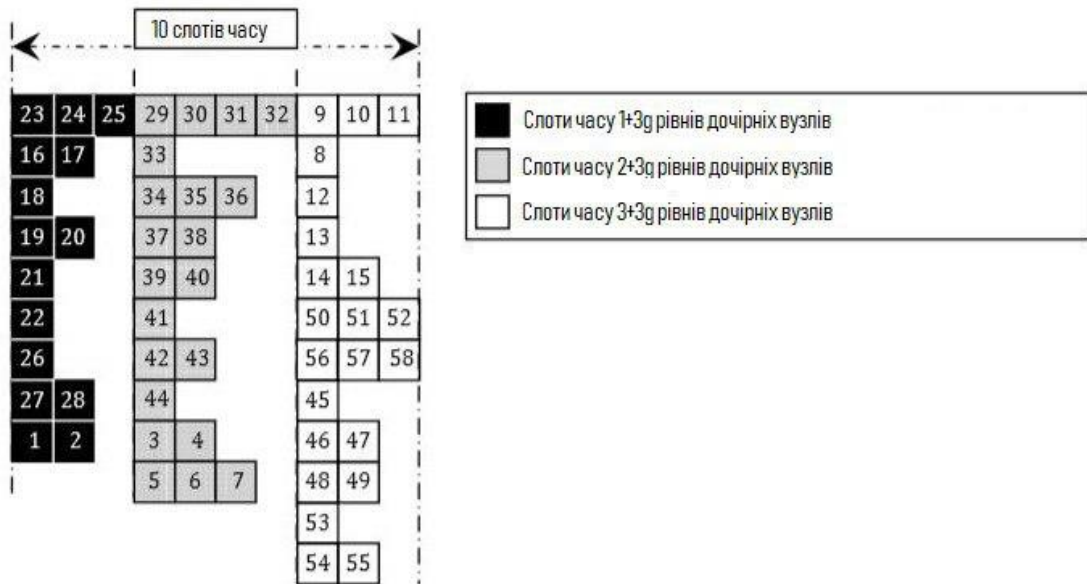 10 слотів часу
23 24 25 29 30 31 32 9 10 11
16 17 33 8
18 34 35 36 12
19 20 37 38 13
21 39 40 14 15
22 41 50 51 52
26 42 43 56 57 58
27 28 44 45
1 2 3 4 46 47
5 6 7 48 49
53
54 55
Слоти часу 1+3g рівнів дочірніх вузлів
Слоти часу 2+3g рівнів дочірніх вузлів
Слоти часу 3+3g рівнів дочірніх вузлів